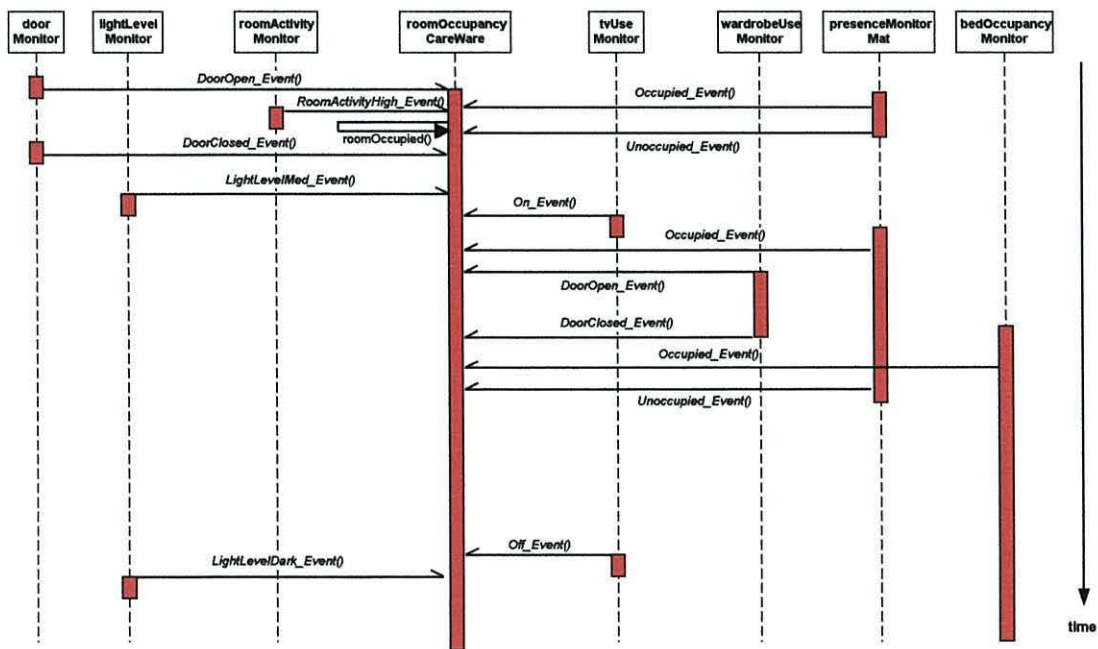 door
Monitor
lightLevel
Monitor
roomActivity
Monitor
roomOccupancy
CareWare
tvUse
Monitor
wardrobeUse
Monitor
presenceMonitor
Mat
bedOccupancy
Monitor
DoorOpen_Event()
RoomActivityHigh_Event()
Occupied_Event()
roomOccupied()
DoorClosed_Event()
Unoccupied_Event()
LightLevelMed_Event()
On_Event()
Occupied_Event()
DoorOpen_Event()
DoorClosed_Event()
Occupied_Event()
Unoccupied_Event()
Off_Event()
LightLevelDark_Event()
time